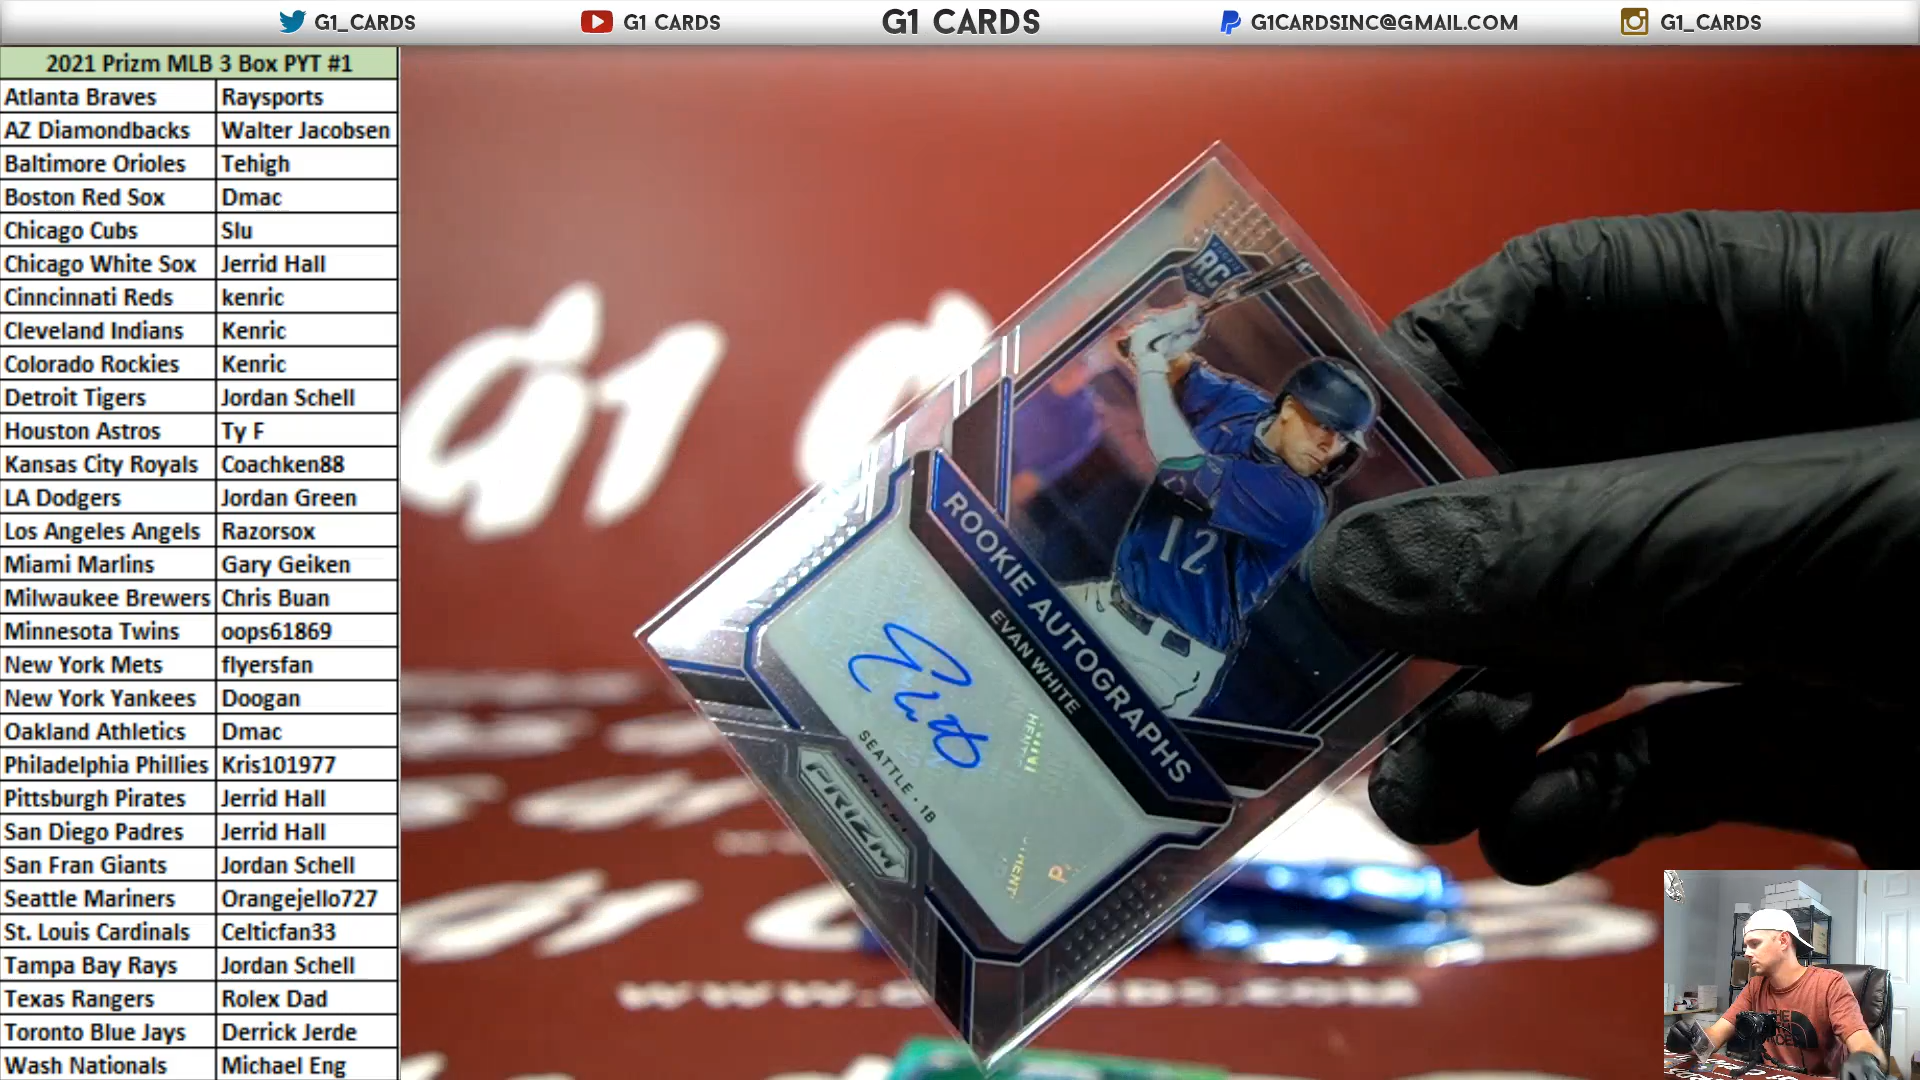 G1_CARDS
G1 CARDS
G1 CARDS
G1CARDSINC@GMAIL.COM
G1_CARDS
2021 Prizm MLB 3 Box PYT #1
Atlanta Braves Raysports
AZ Diamondbacks Walter Jacobsen
Baltimore Orioles Tehigh
Boston Red Sox Dmac
Chicago Cubs Slu
Chicago White Sox Jerrid Hall
Cinncinnati Reds kenric
Cleveland Indians Kenric
Colorado Rockies Kenric
Detroit Tigers Jordan Schell
Houston Astros Ty F
Kansas City Royals Coachken88
LA Dodgers Jordan Green
Los Angeles Angels Razorsox
Miami Marlins Gary Geiken
Milwaukee Brewers Chris Buan
Minnesota Twins oops61869
New York Mets flyersfan
New York Yankees Doogan
Oakland Athletics Dmac
Philadelphia Phillies Kris101977
Pittsburgh Pirates Jerrid Hall
San Diego Padres Jerrid Hall
San Fran Giants Jordan Schell
Seattle Mariners Orangejello727
St. Louis Cardinals Celticfan33
Tampa Bay Rays Jordan Schell
Texas Rangers Rolex Dad
Toronto Blue Jays Derrick Jerde
Wash Nationals Michael Eng
G1
RC
12
ROOKIE AUTOGRAPHS
EVAN WHITE
SEATTLE • 1B
PANINI
PRIZM
THE